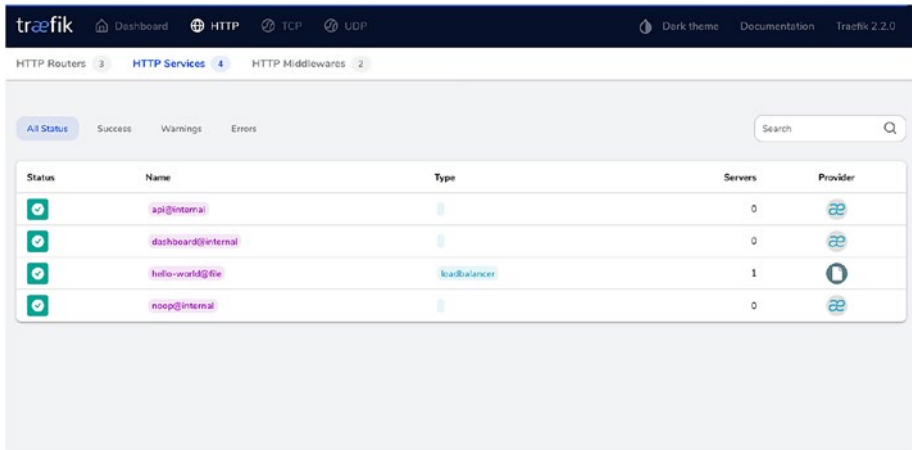 træfik Dashboard HTTP TCP UDP Dark theme Documentation Traefik 2.2.0
HTTP Routers 3 HTTP Services 4 HTTP Middlewares 2
All Status Success Warnings Errors Search
Status Name Type Servers Provider
api@internal 0 æ
dashboard@internal 0 æ
hello-world@file loadbalancer 1
noop@internal 0 æ